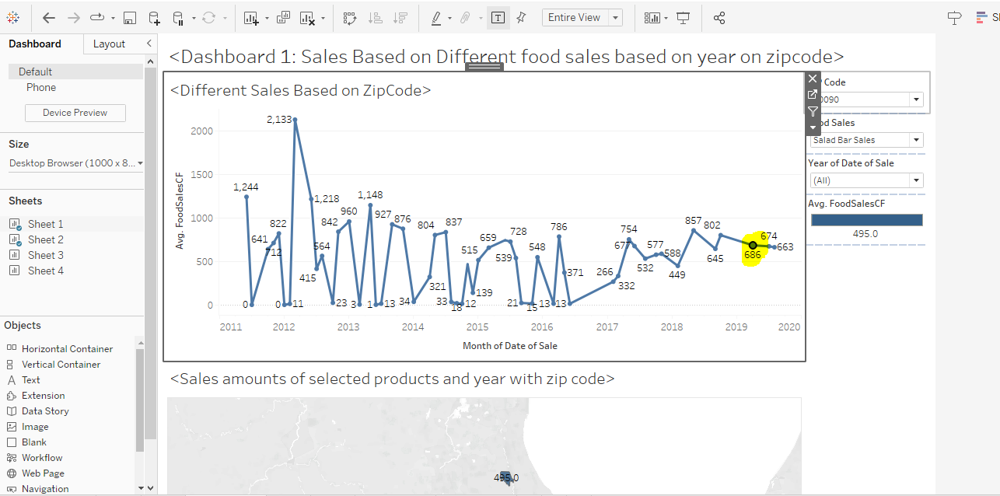 Entire View
Dashboard
Layout
Default
Phone
Device Preview
Size
Desktop Browser (1000 x 8...
Sheets
Sheet 1
Sheet 2
Sheet 3
Sheet 4
Objects
Horizontal Container
Vertical Container
Text
Extension
Data Story
Image
Blank
Workflow
Web Page
Navigation
<Dashboard 1: Sales Based on Different food sales based on year on zipcode>
<Different Sales Based on ZipCode>
Avg. FoodSalesCF
2000
1500
1000
500
0
1,244
0
641
712
822
0
11
2,133
1,218
415
564
23
842
960
3
1,148
1
13
927
876
34
321
804
837
33
18
12
515
139
659
539
728
21
15
548
13
786
371
13
266
332
677
754
532
577
588
449
857
645
802
686
674
663
2011 2012 2013 2014 2015 2016 2017 2018 2019 2020
Month of Date of Sale
Code
0090
Food Sales
Salad Bar Sales
Year of Date of Sale
(All)
Avg. FoodSalesCF
495.0
<Sales amounts of selected products and year with zip code>
495.0